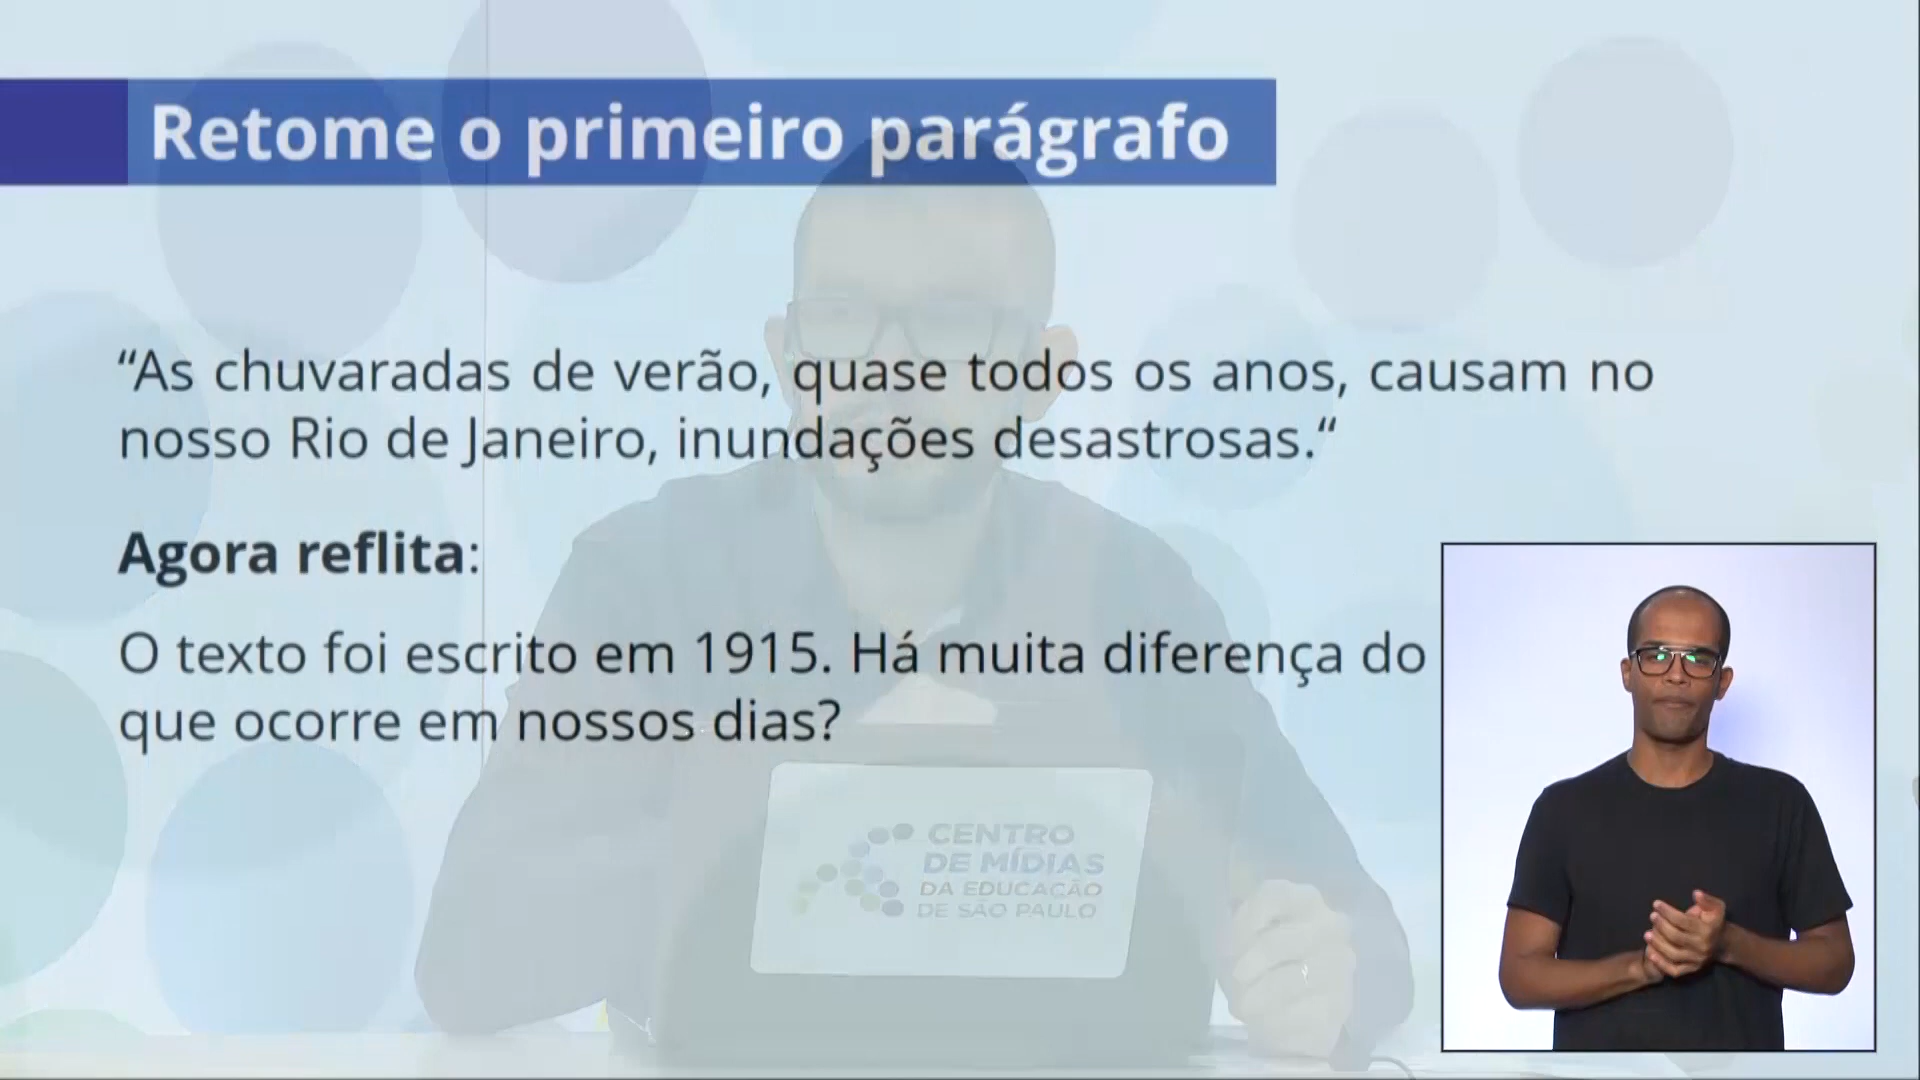 Retome o primeiro parágrafo
“As chuvaradas de verão, quase todos os anos, causam no
nosso Rio de Janeiro, inundações desastrosas.“
Agora reflita:
O texto foi escrito em 1915. Há muita diferença do
que ocorre em nossos dias?
CENTRO
DE MÍDIAS
DA EDUCAÇÃO
DE SÃO PAULO